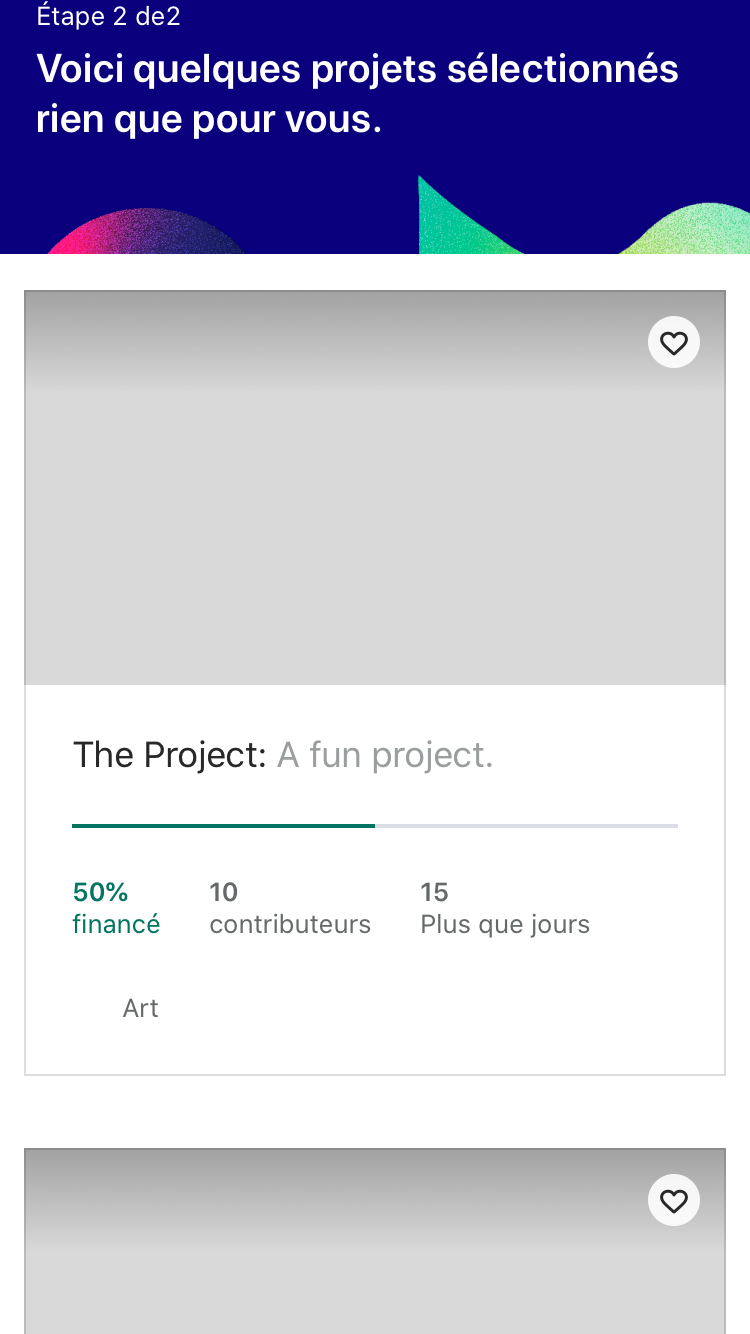 Étape 2 de2
Voici quelques projets sélectionnés
rien que pour vous.
The Project: A fun project.
50%
financé
10
contributeurs
15
Plus que jours
Art